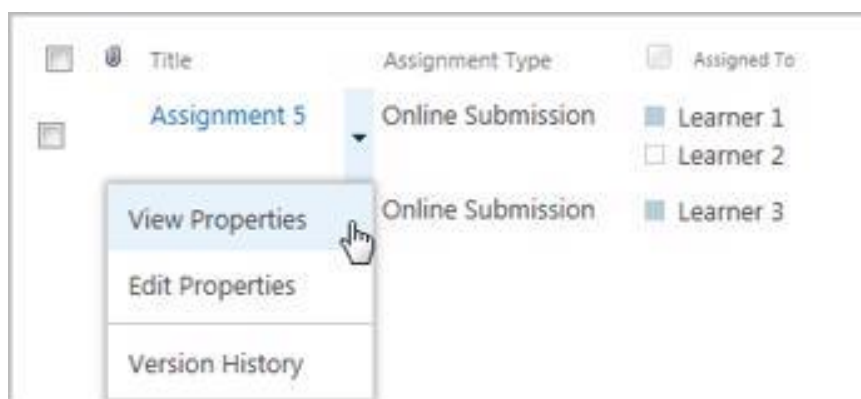 Title Assignment Type Assigned To
Assignment 5 Online Submission Learner 1
Learner 2
View Properties Online Submission Learner 3
Edit Properties
Version History